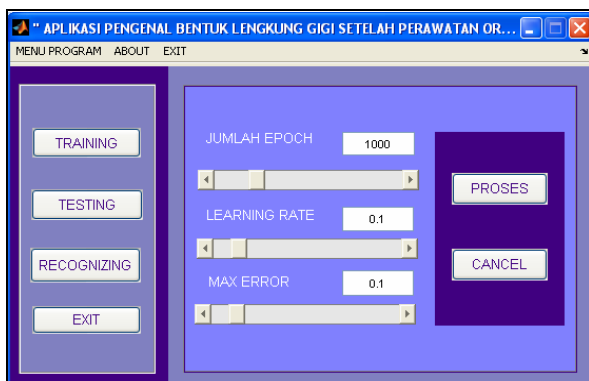 " APLIKASI PENGENAL BENTUK LENGKUNG GIGI SETELAH PERAWATAN OR...
MENU PROGRAM ABOUT EXIT
TRAINING
TESTING
RECOGNIZING
EXIT
JUMLAH EPOCH 1000
LEARNING RATE 0.1
MAX ERROR 0.1
PROSES
CANCEL